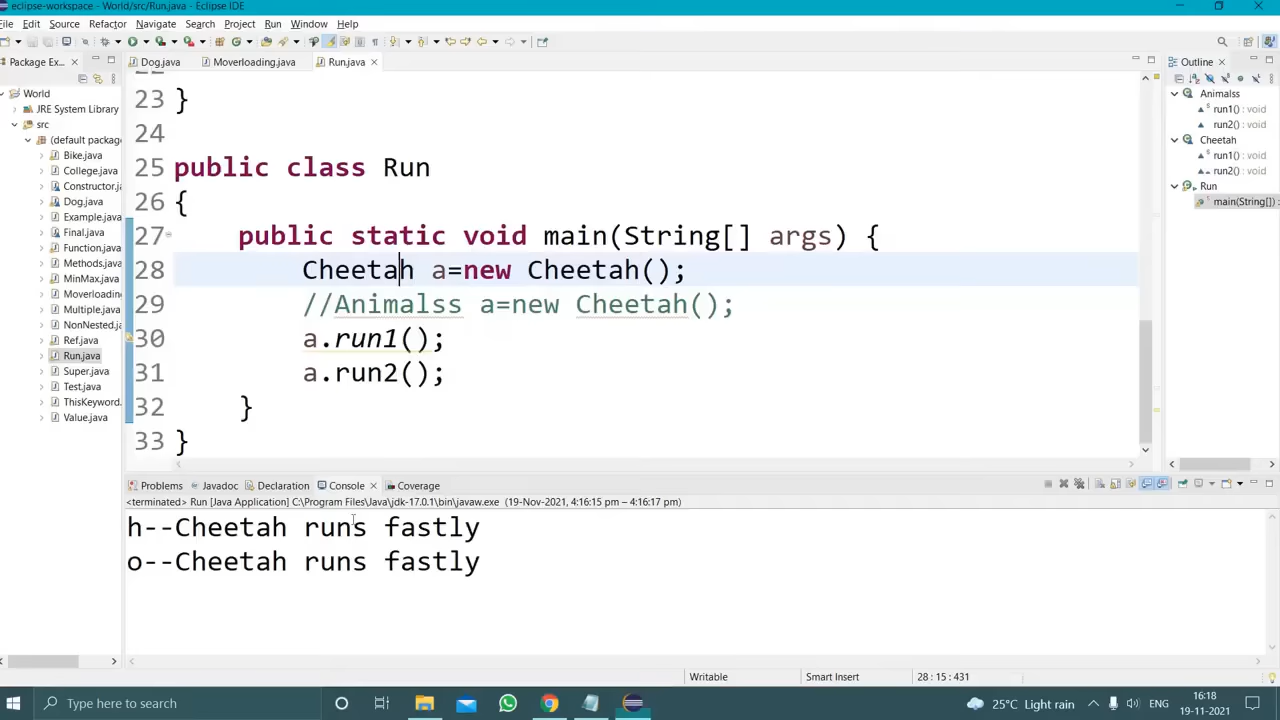 eclipse-workspace - World/src/Run.java - Eclipse IDE
File Edit Source Refactor Navigate Search Project Run Window Help
Package Ex... Dog.java Moverloading.java Run.java Outline
World
JRE System Library
src
(default package
Bike.java
College.java
Constructor.ja
Dog.java
Example.java
Final.java
Function.java
Methods.java
MinMax.java
Moverloading
Multiple.java
NonNested.java
Ref.java
Run.java
Super.java
Test.java
ThisKeyword.
Value.java
23 }
24
25 public class Run
26 {
27 public static void main(String[] args) {
28 Cheetah a=new Cheetah();
29 //Animalss a=new Cheetah();
30 a.run1();
31 a.run2();
32 }
33 }
Animalss
run1() : void
run2() : void
Cheetah
run1() : void
run2() : void
Run
main(String[]) :
Problems Javadoc Declaration Console Coverage
<terminated> Run [Java Application] C:\Program Files\Java\jdk-17.0.1\bin\javaw.exe (19-Nov-2021, 4:16:15 pm – 4:16:17 pm)
h--Cheetah runs fastly
o--Cheetah runs fastly
Writable Smart Insert 28 : 15 : 431
Type here to search 25°C Light rain ENG 16:18
19-11-2021